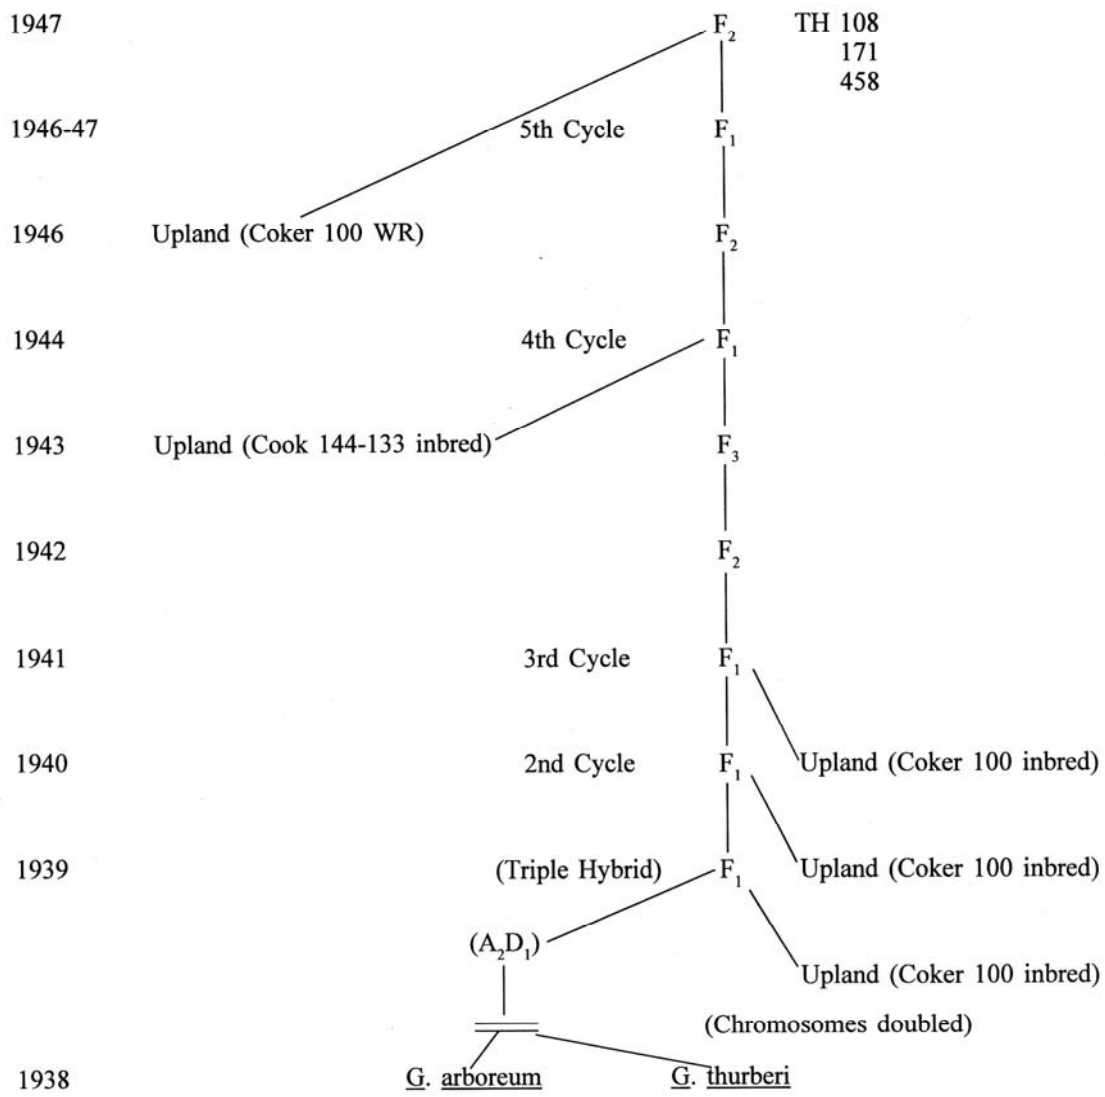 1947 F₂ TH 108
171
458
1946-47 5th Cycle F₁
1946 Upland (Coker 100 WR) F₂
1944 4th Cycle F₁
1943 Upland (Cook 144-133 inbred) F₃
1942 F₂
1941 3rd Cycle F₁
1940 2nd Cycle F₁ Upland (Coker 100 inbred)
1939 (Triple Hybrid) F₁ Upland (Coker 100 inbred)
(A₂D₁)
Upland (Coker 100 inbred)
(Chromosomes doubled)
1938 G. arboreum G. thurberi